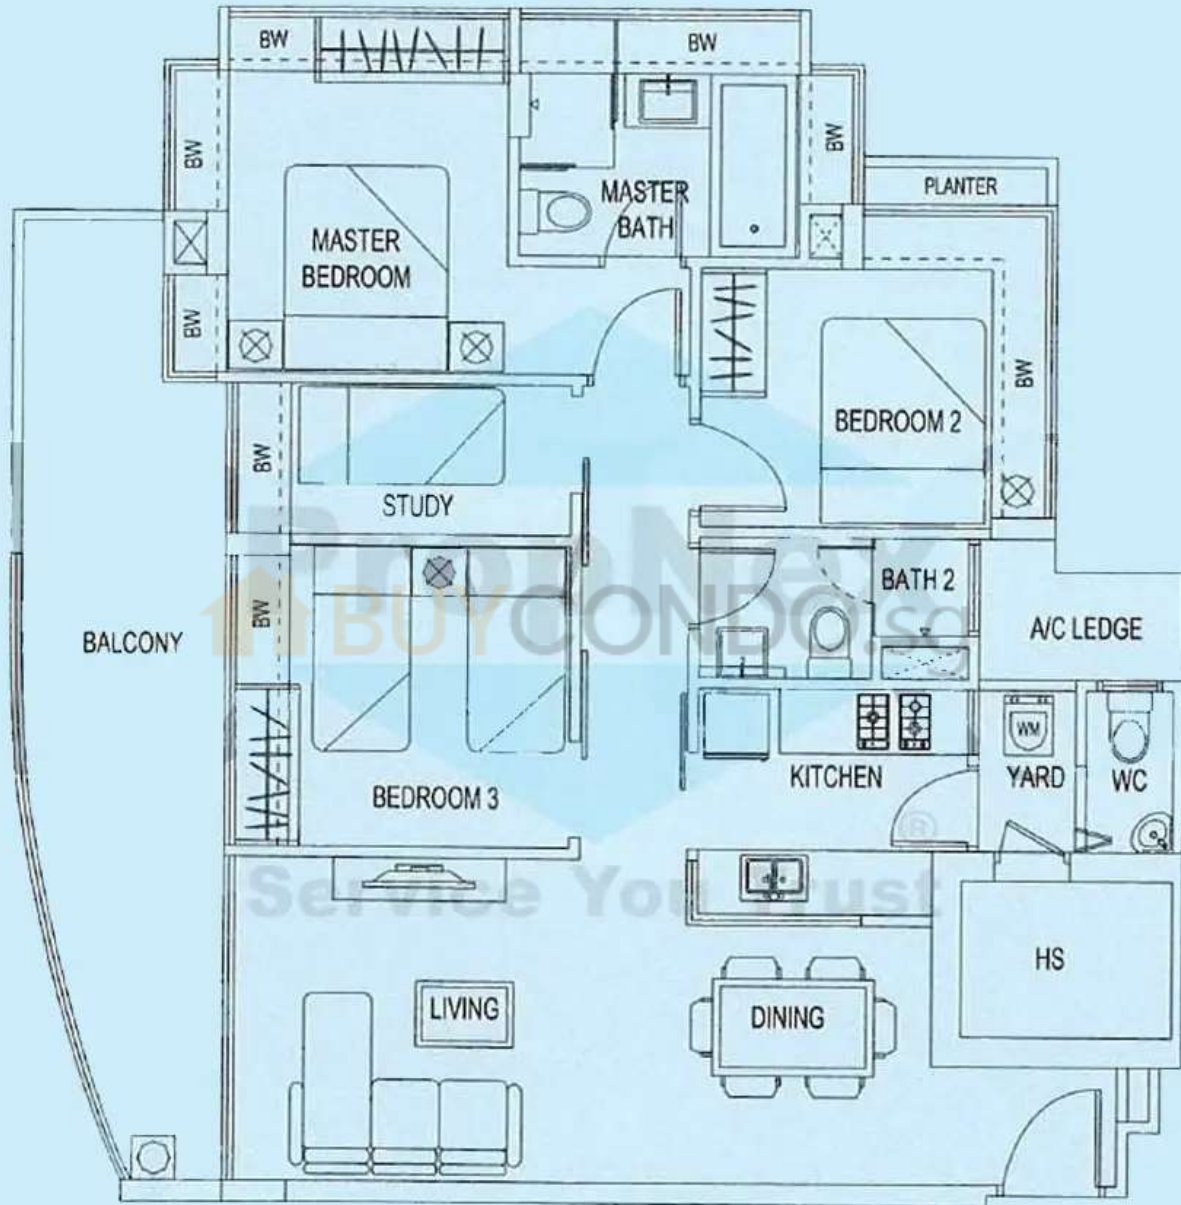 BW
BW
BW
BW
PLANTER
MASTER
BATH
MASTER
BEDROOM
BW
BW
BEDROOM 2
BW
STUDY
PropNex
BATH 2
BUYCONDO.sg
BW
A/C LEDGE
BALCONY
WM
KITCHEN
YARD
WC
BEDROOM 3
®
Service You Trust
HS
LIVING
DINING